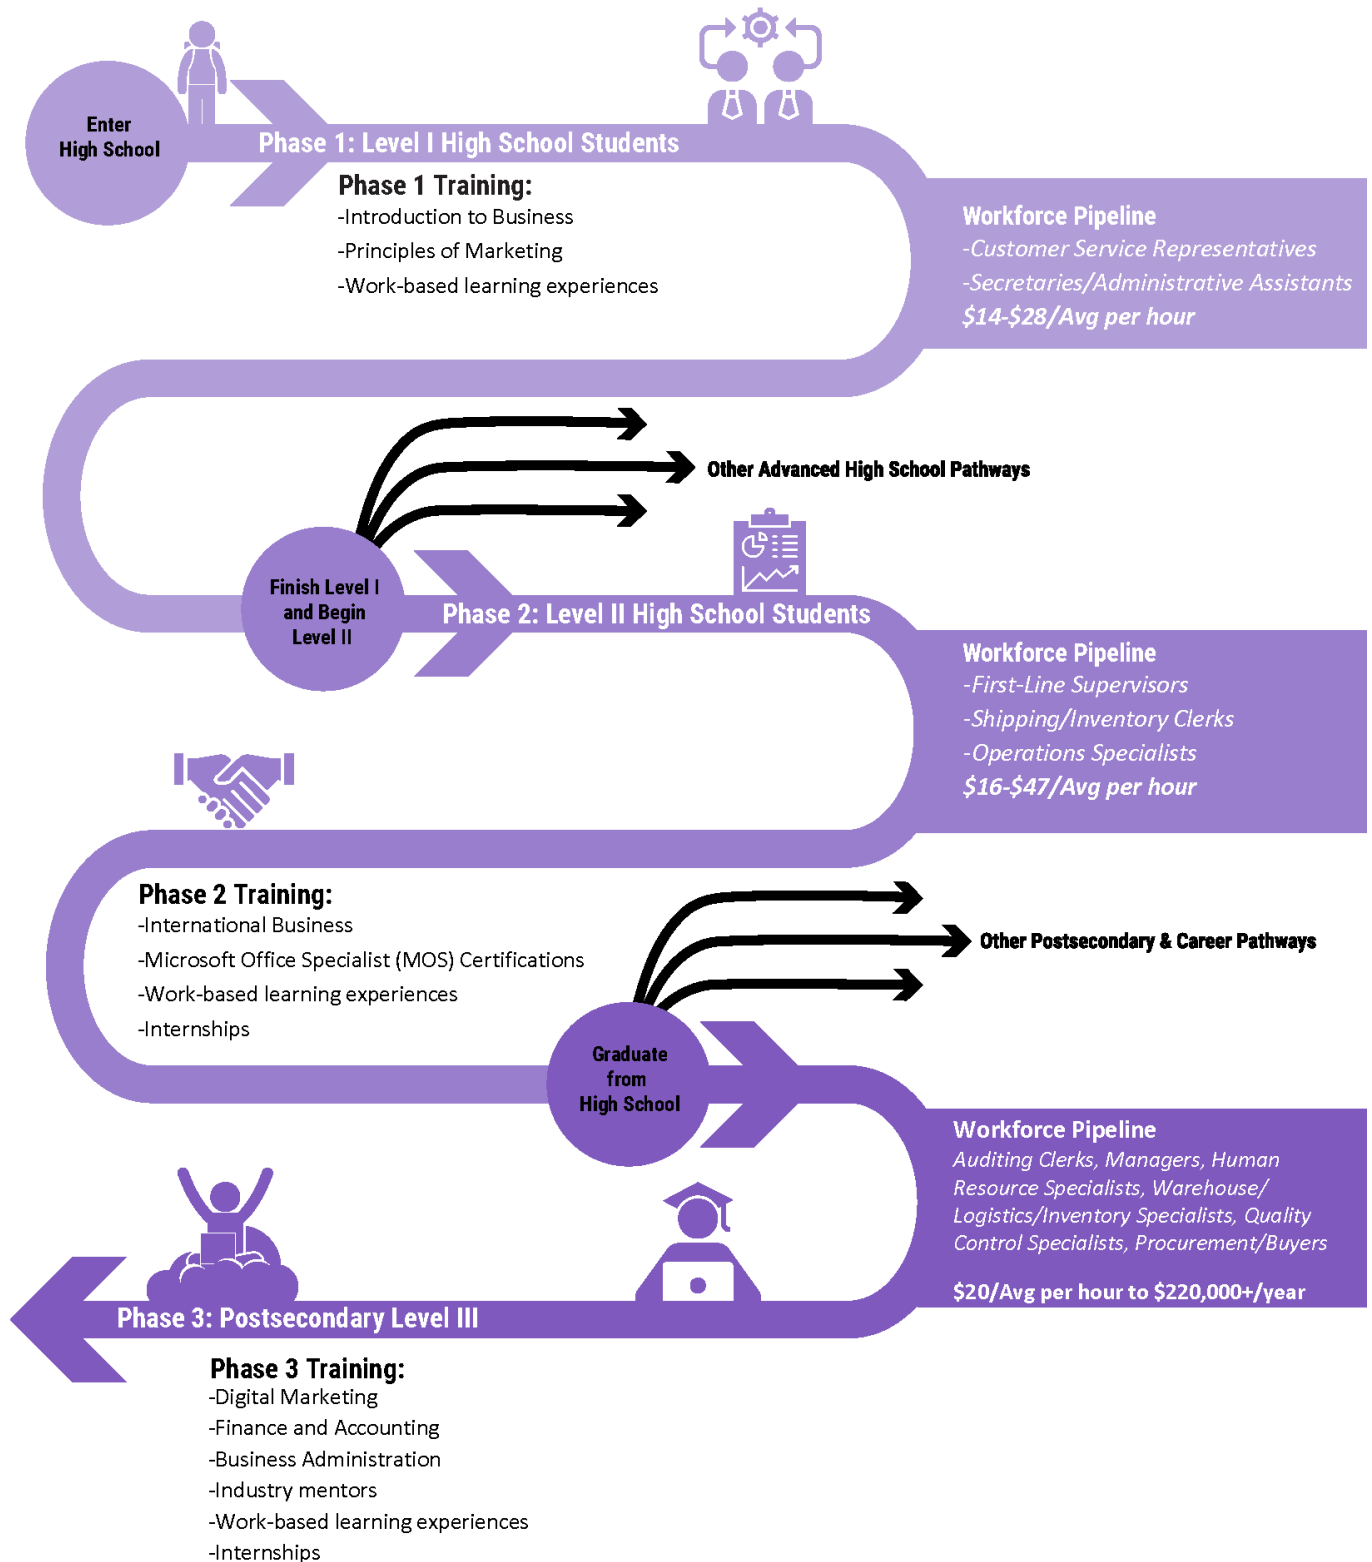 Enter
High School
Phase 1: Level I High School Students
Phase 1 Training:
-Introduction to Business
-Principles of Marketing
-Work-based learning experiences
Workforce Pipeline
-Customer Service Representatives
-Secretaries/Administrative Assistants
$14-$28/Avg per hour
Other Advanced High School Pathways
Finish Level I
and Begin
Level II
Phase 2: Level II High School Students
Workforce Pipeline
-First-Line Supervisors
-Shipping/Inventory Clerks
-Operations Specialists
$16-$47/Avg per hour
Phase 2 Training:
-International Business
-Microsoft Office Specialist (MOS) Certifications
-Work-based learning experiences
-Internships
Other Postsecondary & Career Pathways
Graduate
from
High School
Workforce Pipeline
Auditing Clerks, Managers, Human
Resource Specialists, Warehouse/
Logistics/Inventory Specialists, Quality
Control Specialists, Procurement/Buyers
$20/Avg per hour to $220,000+/year
Phase 3: Postsecondary Level III
Phase 3 Training:
-Digital Marketing
-Finance and Accounting
-Business Administration
-Industry mentors
-Work-based learning experiences
-Internships